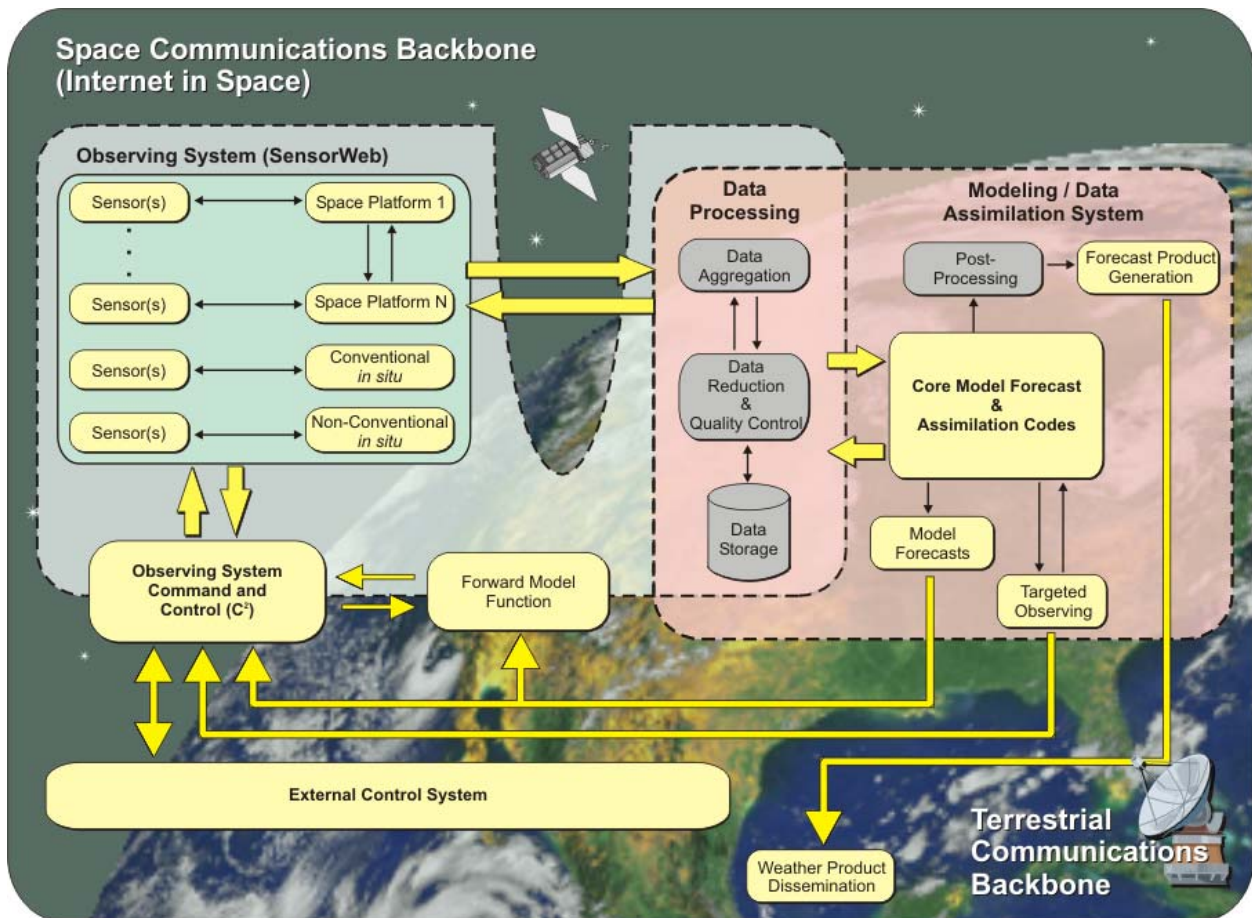 Space Communications Backbone
(Internet in Space)
Observing System (SensorWeb)
Sensor(s)
Space Platform 1
Sensor(s)
Space Platform N
Sensor(s)
Conventional
in situ
Sensor(s)
Non-Conventional
in situ
Data
Processing
Data
Aggregation
Data
Reduction
&
Quality Control
Data
Storage
Modeling / Data
Assimilation System
Post-
Processing
Forecast Product
Generation
Core Model Forecast
&
Assimilation Codes
Model
Forecasts
Targeted
Observing
Observing System
Command and
Control (C²)
Forward Model
Function
External Control System
Weather Product
Dissemination
Terrestrial
Communications
Backbone